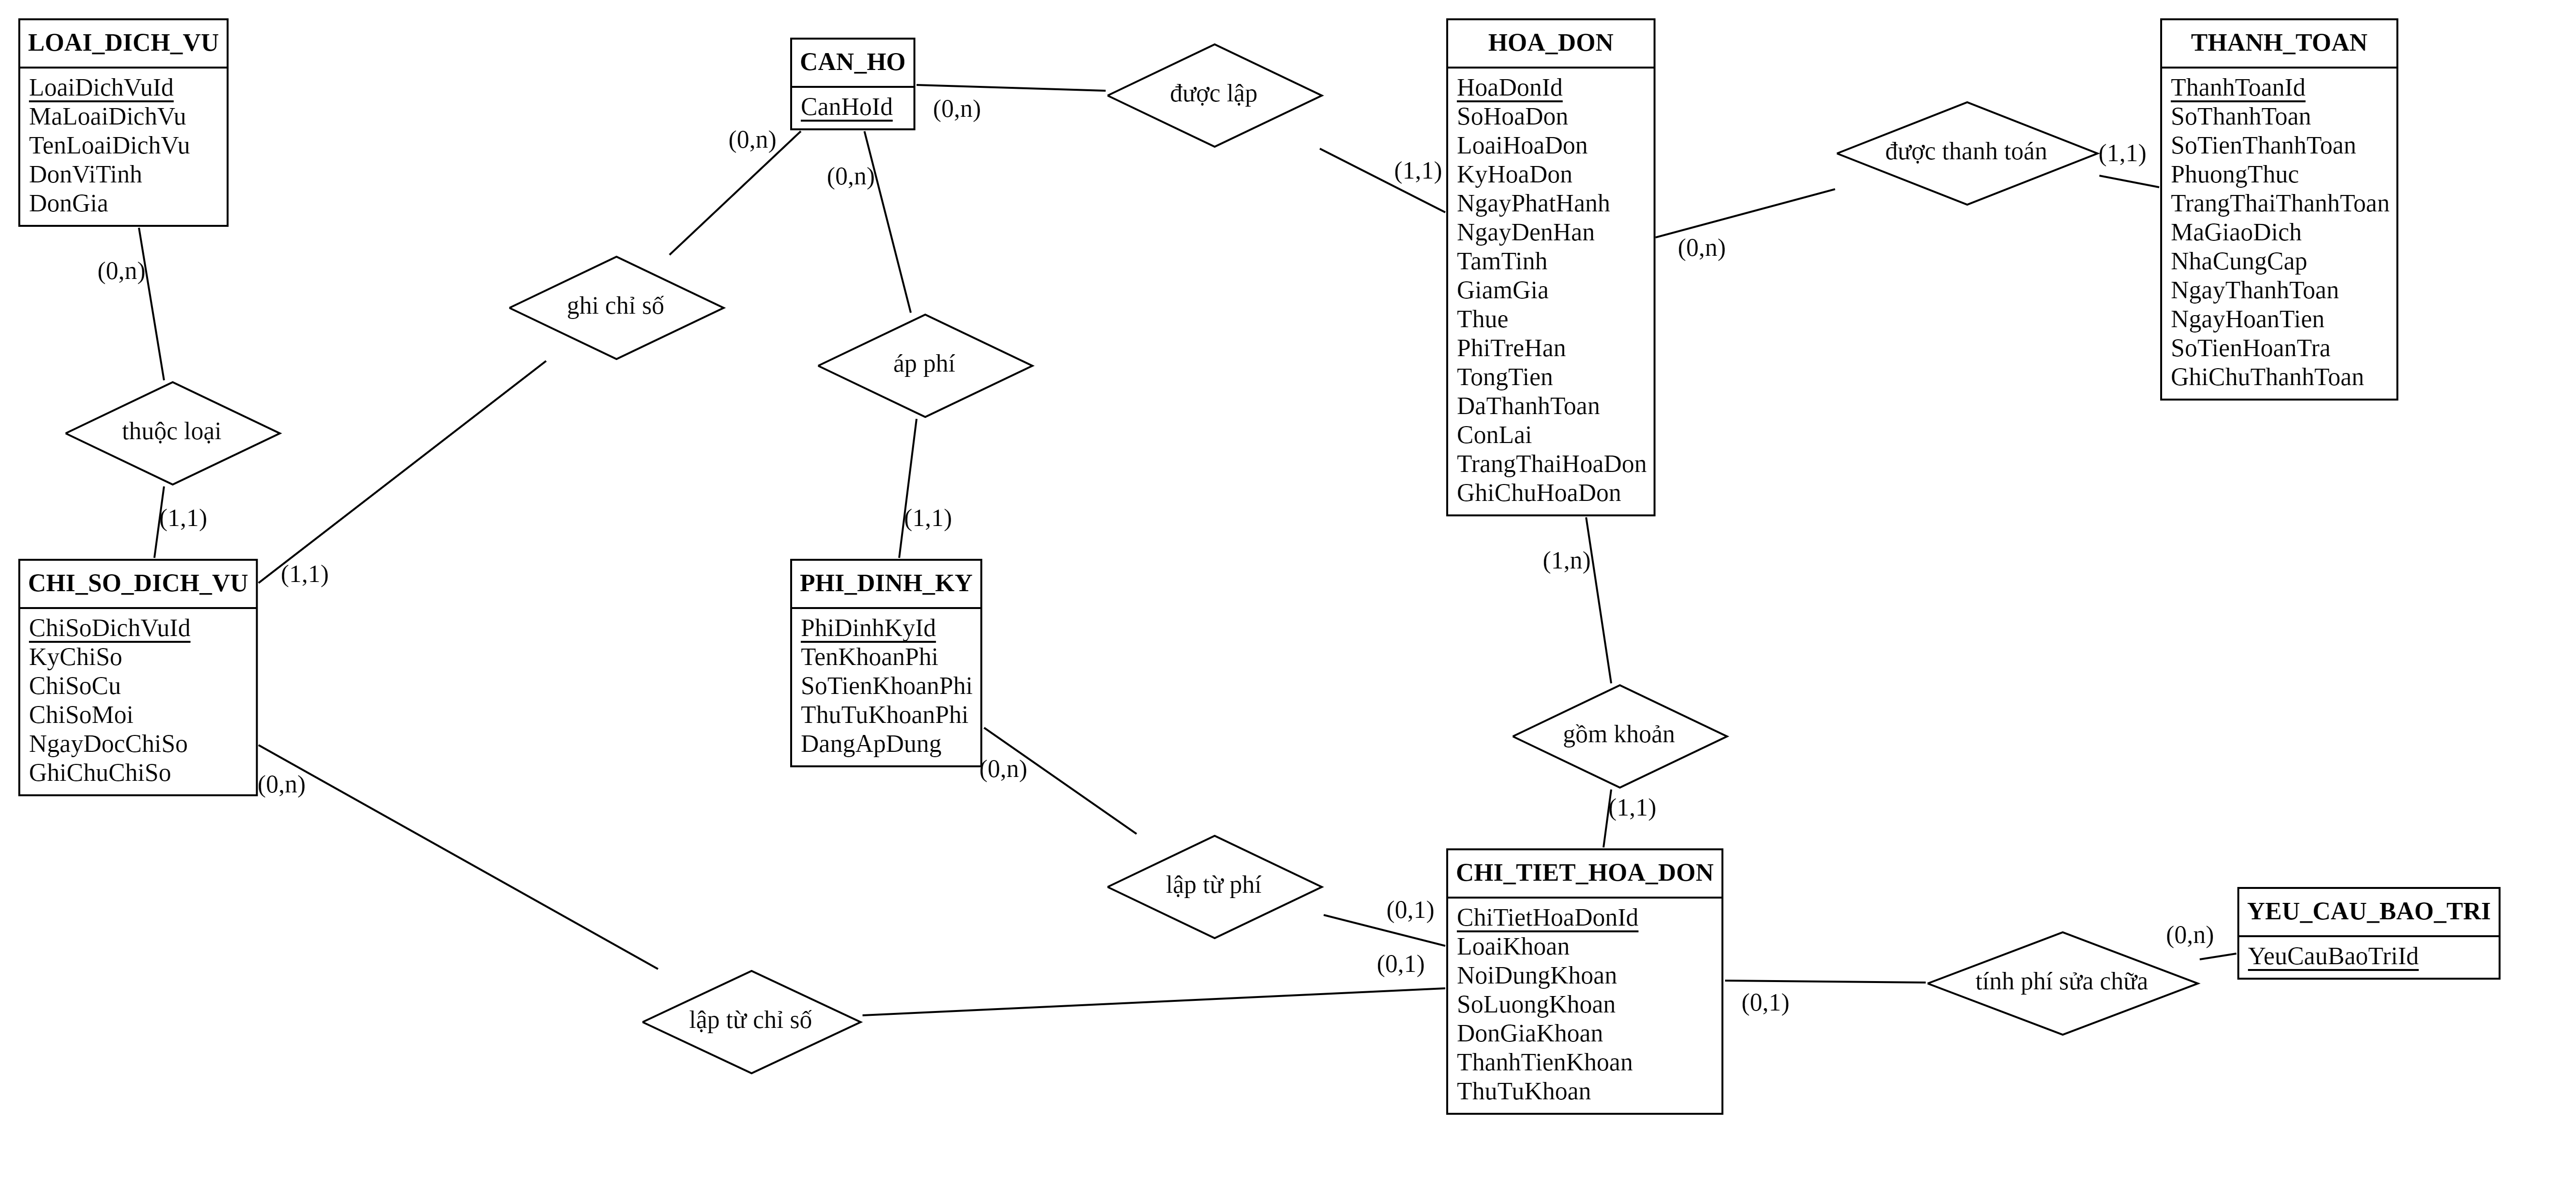 LOAI_DICH_VU
LoaiDichVuId
MaLoaiDichVu
TenLoaiDichVu
DonViTinh
DonGia
(0,n)
thuộc loại
(1,1)
CHI_SO_DICH_VU
ChiSoDichVuId
KyChiSo
ChiSoCu
ChiSoMoi
NgayDocChiSo
GhiChuChiSo
(1,1)
(0,n)
ghi chỉ số
(0,n)
CAN_HO
CanHoId
(0,n)
(0,n)
áp phí
(1,1)
PHI_DINH_KY
PhiDinhKyId
TenKhoanPhi
SoTienKhoanPhi
ThuTuKhoanPhi
DangApDung
(0,n)
lập từ phí
(0,1)
lập từ chỉ số
(0,1)
được lập
(1,1)
HOA_DON
HoaDonId
SoHoaDon
LoaiHoaDon
KyHoaDon
NgayPhatHanh
NgayDenHan
TamTinh
GiamGia
Thue
PhiTreHan
TongTien
DaThanhToan
ConLai
TrangThaiHoaDon
GhiChuHoaDon
(0,n)
được thanh toán
(1,1)
THANH_TOAN
ThanhToanId
SoThanhToan
SoTienThanhToan
PhuongThuc
TrangThaiThanhToan
MaGiaoDich
NhaCungCap
NgayThanhToan
NgayHoanTien
SoTienHoanTra
GhiChuThanhToan
(1,n)
gồm khoản
(1,1)
CHI_TIET_HOA_DON
ChiTietHoaDonId
LoaiKhoan
NoiDungKhoan
SoLuongKhoan
DonGiaKhoan
ThanhTienKhoan
ThuTuKhoan
(0,1)
tính phí sửa chữa
(0,n)
YEU_CAU_BAO_TRI
YeuCauBaoTriId